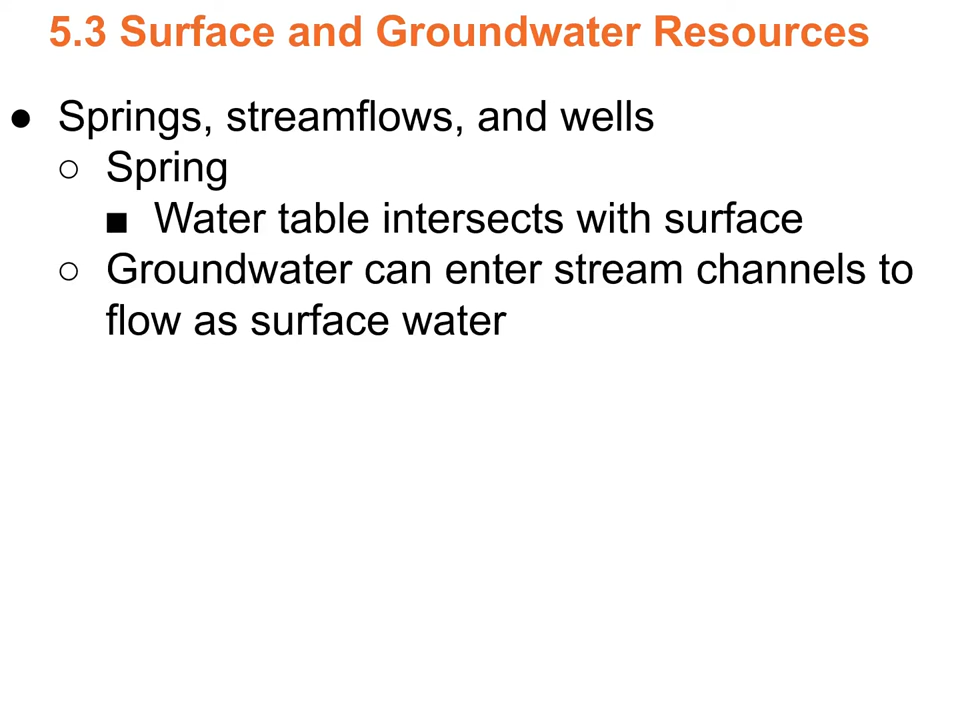 5.3 Surface and Groundwater Resources
● Springs, streamflows, and wells
○ Spring
■ Water table intersects with surface
○ Groundwater can enter stream channels to
flow as surface water